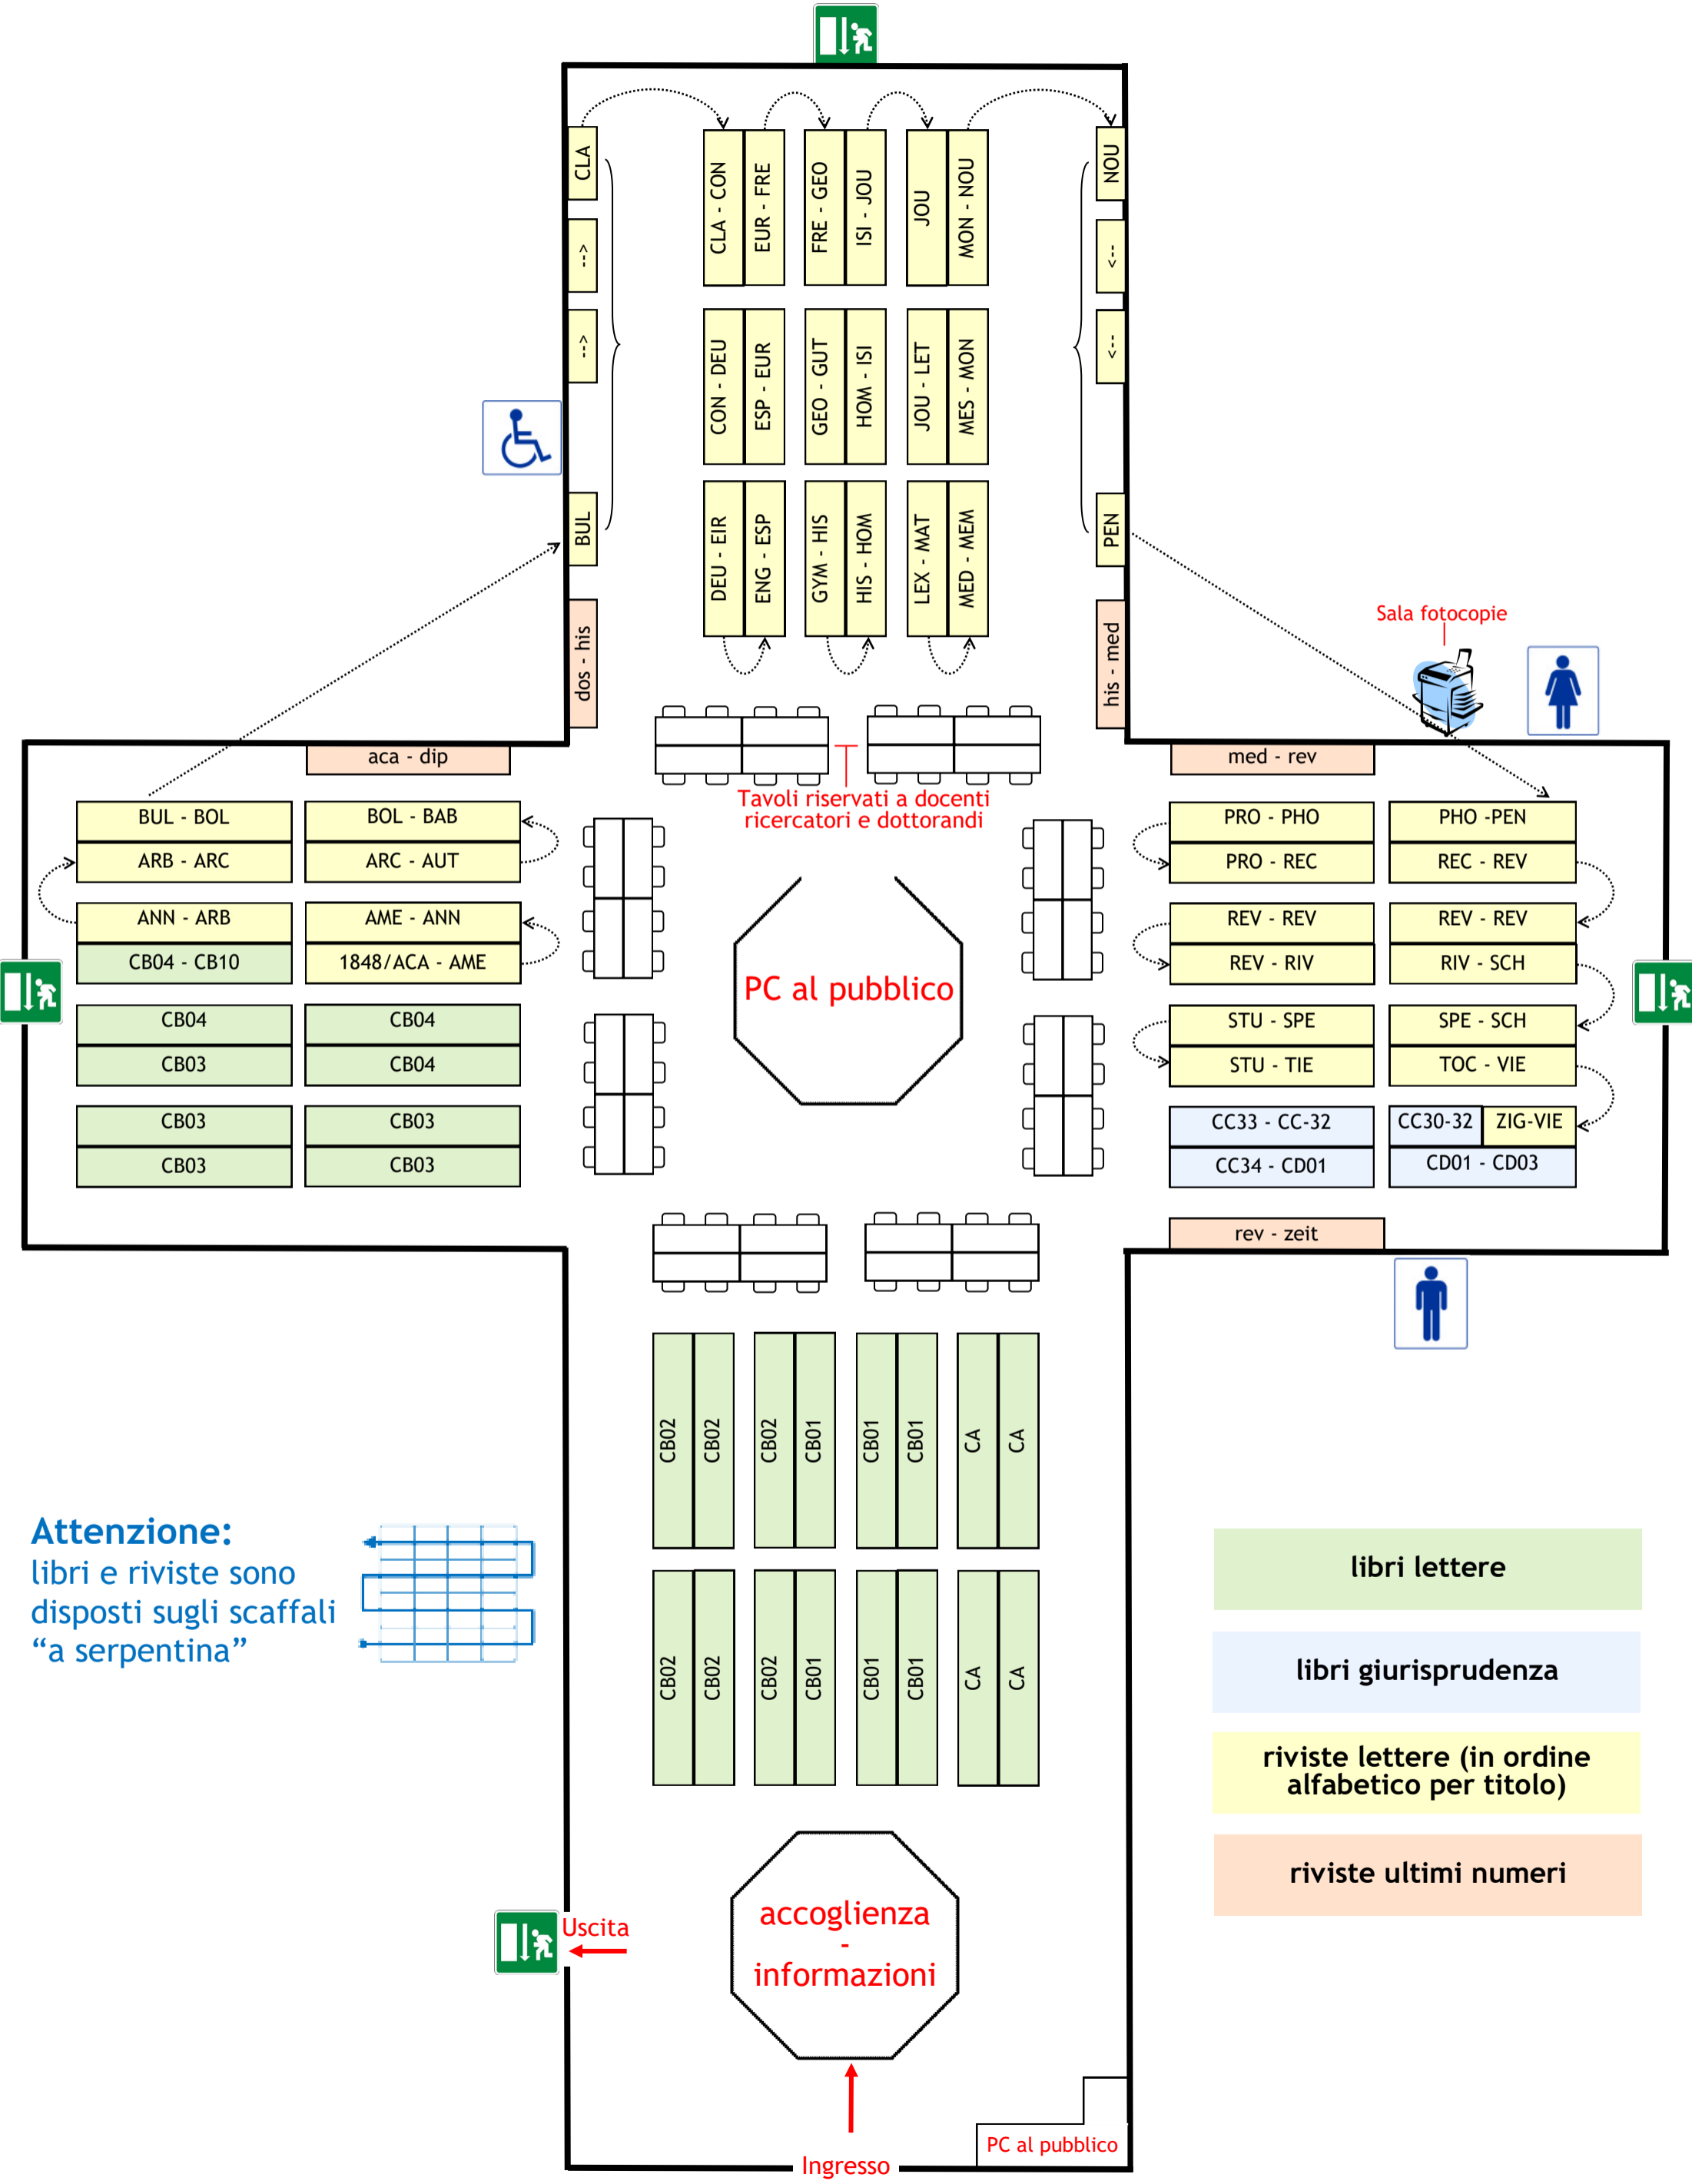 CLA
-->
-->
BUL
dos - his
CLA - CON
EUR - FRE
FRE - GEO
ISI - JOU
JOU
MON - NOU
CON - DEU
ESP - EUR
GEO - GUT
HOM - ISI
JOU - LET
MES - MON
DEU - EIR
ENG - ESP
GYM - HIS
HIS - HOM
LEX - MAT
MED - MEM
NOU
<--
<--
PEN
his - med
Sala fotocopie
aca - dip
Tavoli riservati a docenti
ricercatori e dottorandi
med - rev
BUL - BOL
BOL - BAB
ARB - ARC
ARC - AUT
ANN - ARB
AME - ANN
CB04 - CB10
1848/ACA - AME
CB04
CB04
CB03
CB04
CB03
CB03
CB03
CB03
PC al pubblico
PRO - PHO
PHO -PEN
PRO - REC
REC - REV
REV - REV
REV - REV
REV - RIV
RIV - SCH
STU - SPE
SPE - SCH
STU - TIE
TOC - VIE
CC33 - CC-32
CC30-32
ZIG-VIE
CC34 - CD01
CD01 - CD03
rev - zeit
CB02
CB02
CB02
CB01
CB01
CB01
CA
CA
CB02
CB02
CB02
CB01
CB01
CB01
CA
CA
Attenzione:
libri e riviste sono
disposti sugli scaffali
“a serpentina”
libri lettere
libri giurisprudenza
riviste lettere (in ordine
alfabetico per titolo)
riviste ultimi numeri
Uscita
accoglienza
-
informazioni
PC al pubblico
Ingresso